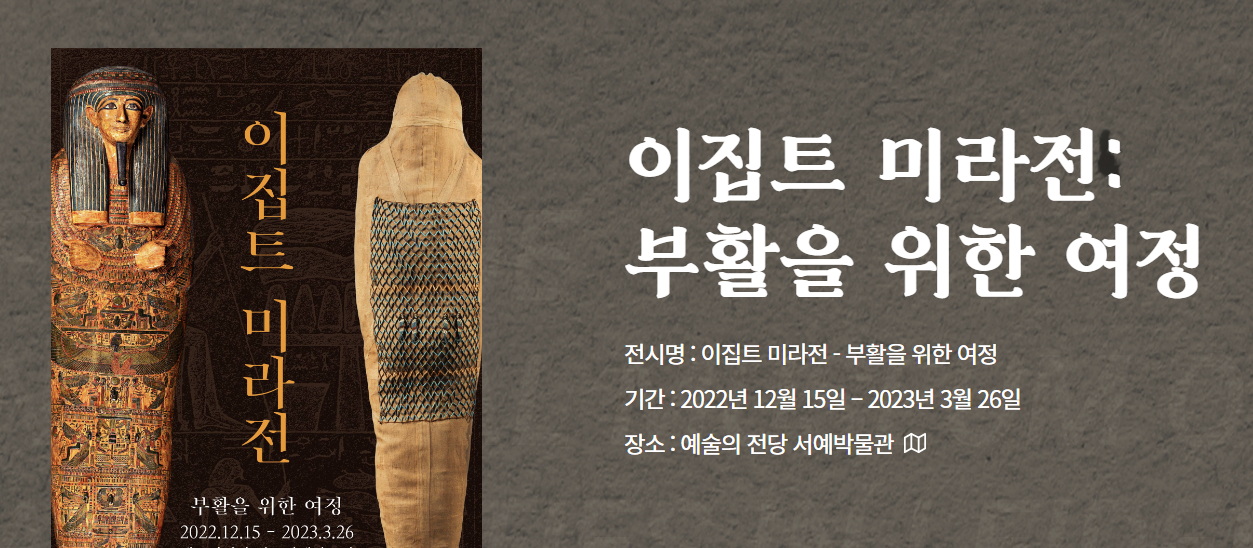 이집트 미라전
부활을 위한 여정
2022.12.15 - 2023.3.26
이집트 미라전:
부활을 위한 여정
전시명 : 이집트 미라전 - 부활을 위한 여정
기간 : 2022년 12월 15일 – 2023년 3월 26일
장소 : 예술의 전당 서예박물관